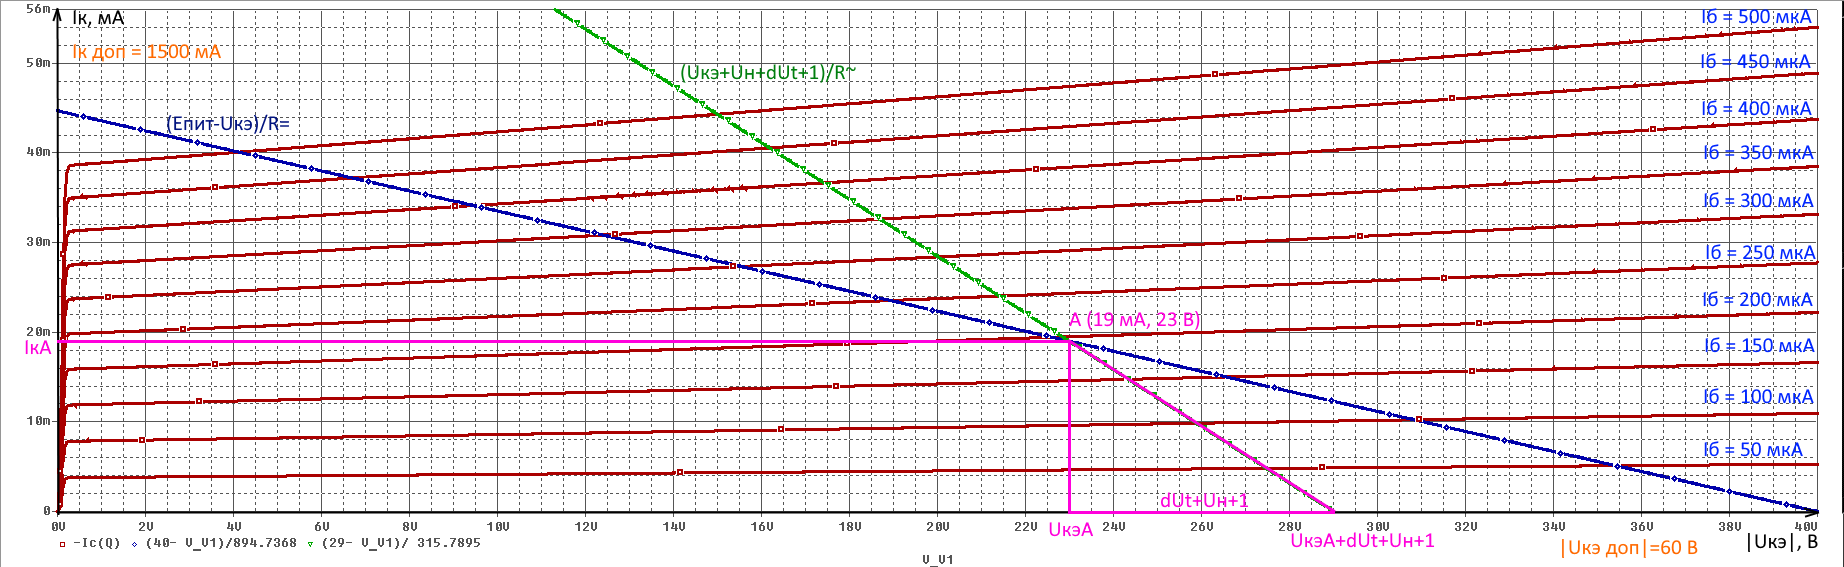 56m
Iк, мА
Iб = 500 мкА
Iк доп = 1500 мА
50m
Iб = 450 мкА
(Uкэ+Uн+dUt+1)/R~
Iб = 400 мкА
(Eпит-Uкэ)/R=
40m
Iб = 350 мкА
Iб = 300 мкА
30m
Iб = 250 мкА
Iб = 200 мкА
20m
A (19 мА, 23 В)
IкА
Iб = 150 мкА
Iб = 100 мкА
10m
Iб = 50 мкА
dUt+Uн+1
0
0V 2V 4V 6V 8V 10V 12V 14V 16V 18V 20V 22V 24V 26V 28V 30V 32V 34V 36V 38V 40V
UкэА
UкэА+dUt+Uн+1
|Uкэ|, В
|Uкэ доп|=60 В
-Ic(Q) (40- V_V1)/894.7368 (29- V_V1)/ 315.7895
V_V1